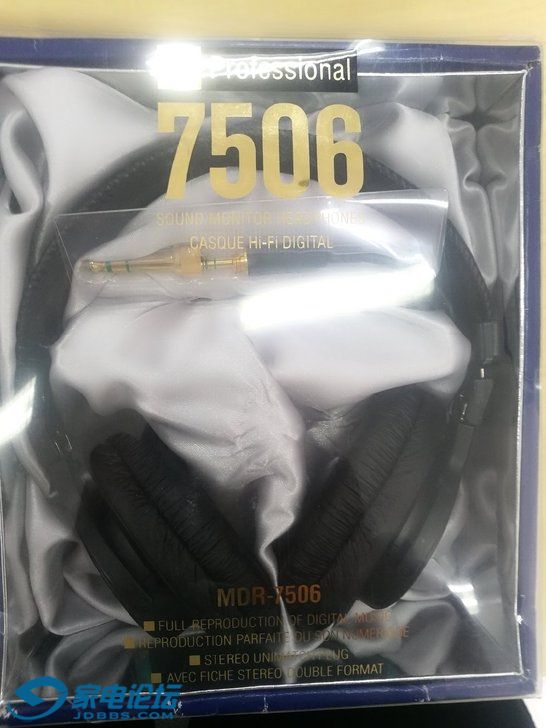 Professional
7506
SOUND MONITOR HEADPHONES
CASQUE Hi-Fi DIGITAL
MDR-7506
■ FULL REPRODUCTION OF DIGITAL MUSIC
■ REPRODUCTION PARFAITE DU SON NUMERIQUE
■ STEREO
■ AVEC FICHE STEREO DOUBLE FORMAT
家电论坛
JDBBS.COM